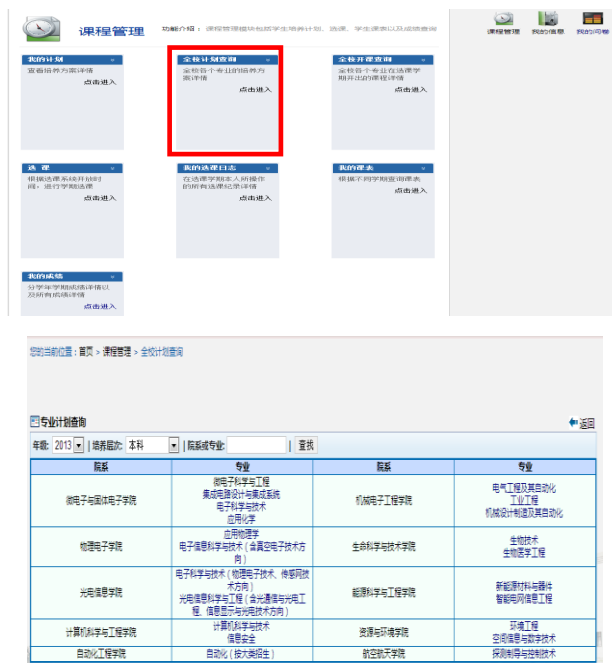 课程管理
功能介绍：课程管理模块包括学生培养计划、选课、学生课表以及成绩查询
课程管理 我的信息 我的问卷
我的计划
查看培养方案详情
点击进入
全校计划查询
全校各个专业的培养方
案详情
点击进入
全校开课查询
全校各个专业在选课学
期开出的课程详情
点击进入
选 课
根据选课系统开放时
间，进行学期选课
点击进入
我的选课日志
在选课学期本人所操作
的所有选课纪录详情
点击进入
我的课表
根据不同学期查询课表
点击进入
我的成绩
分学年学期成绩详情以
及所有成绩详情
点击进入
您的当前位置：首页 > 课程管理 > 全校计划查询
专业计划查询
返回
年级: 2013 | 培养层次: 本科 | 院系或专业: | 查找
院系 专业 院系 专业
微电子与固体电子学院
微电子科学与工程
集成电路设计与集成系统
电子科学与技术
应用化学
机械电子工程学院
电气工程及其自动化
工业工程
机械设计制造及其自动化
物理电子学院
应用物理学
电子信息科学与技术（含真空电子技术方
向）
生命科学与技术学院
生物技术
生物医学工程
光电信息学院
电子科学与技术（物理电子技术、传感网技
术方向）
光电信息科学与工程（含光通信与光电工
程、信息显示与光电技术方向）
能源科学与工程学院
新能源材料与器件
智能电网信息工程
计算机科学与工程学院
计算机科学与技术
信息安全
资源与环境学院
环境工程
空间信息与数字技术
自动化工程学院
自动化（按大类招生）
航空航天学院
探测制导与控制技术